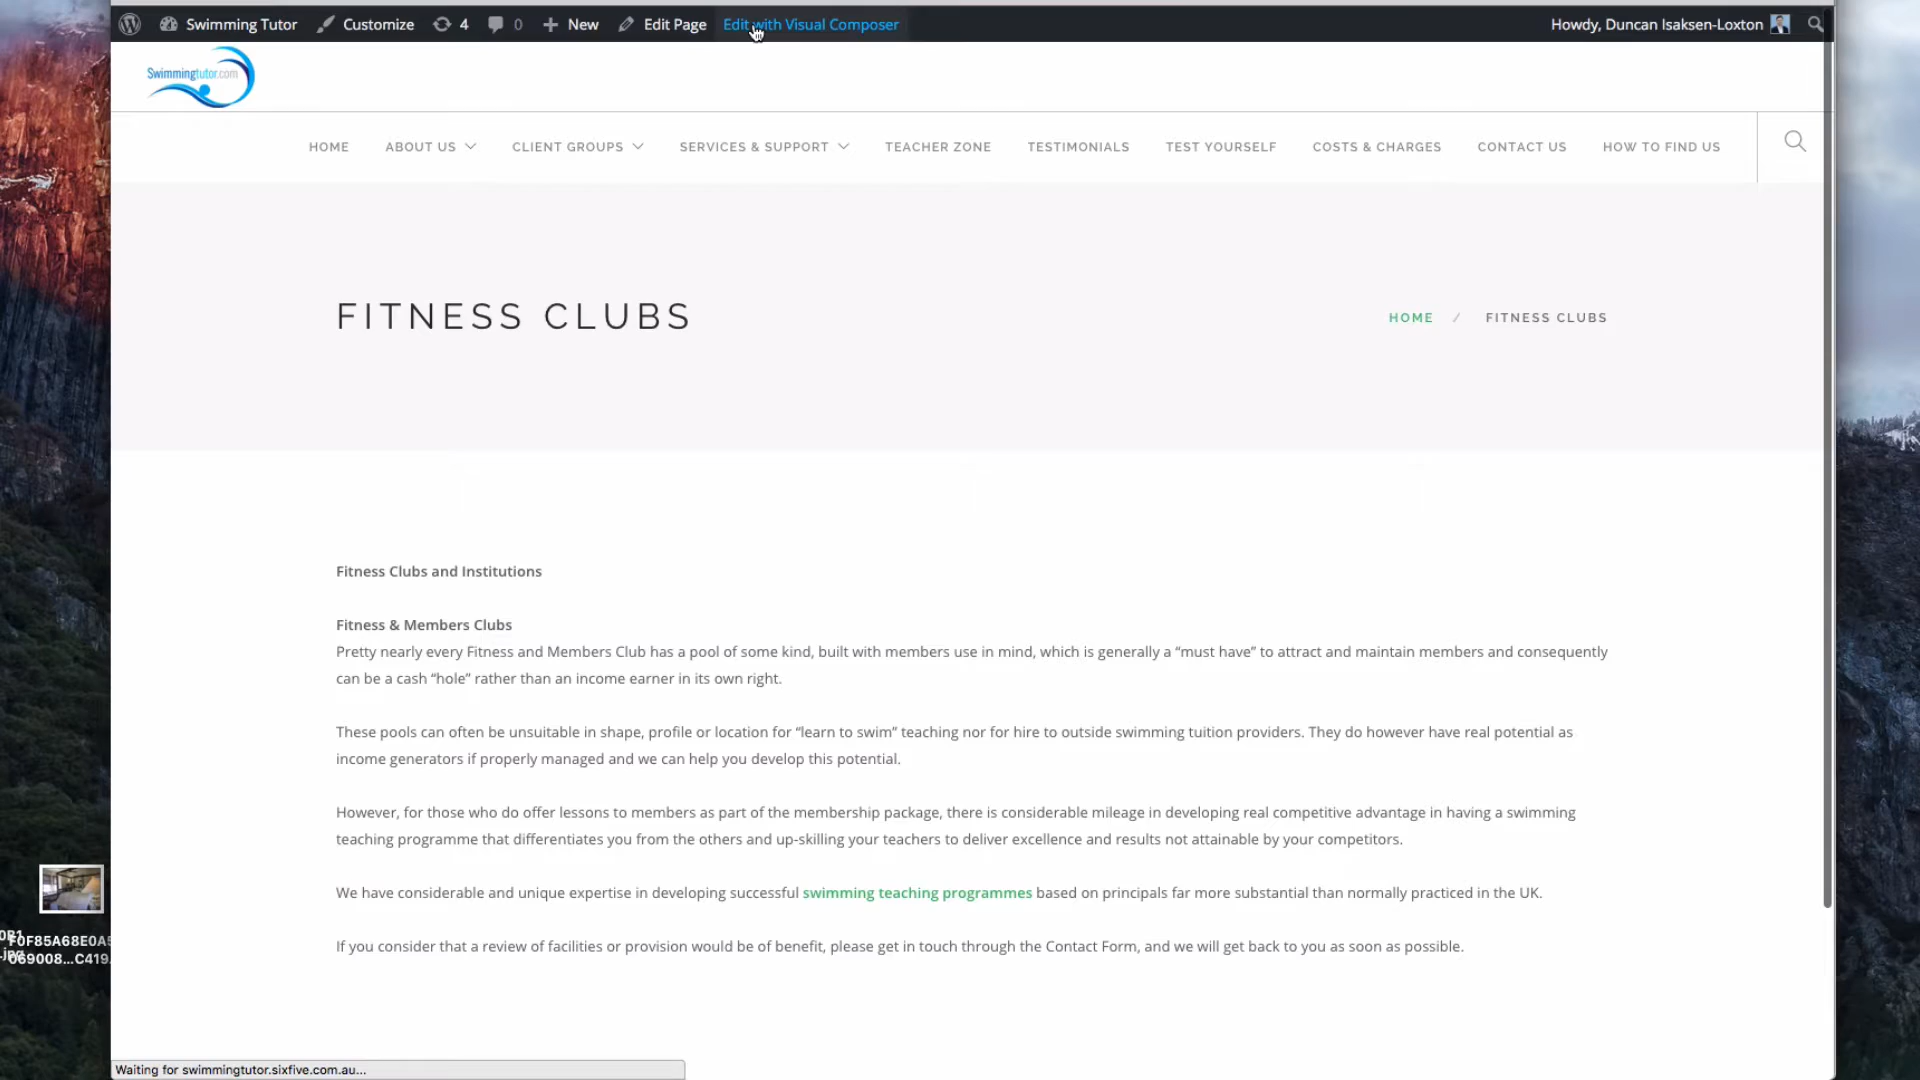 Swimming Tutor Customize 4 0 New Edit Page Edit with Visual Composer Howdy, Duncan Isaksen-Loxton
Swimmingtutor.com
HOME ABOUT US CLIENT GROUPS SERVICES & SUPPORT TEACHER ZONE TESTIMONIALS TEST YOURSELF COSTS & CHARGES CONTACT US HOW TO FIND US
FITNESS CLUBS
HOME / FITNESS CLUBS
Fitness Clubs and Institutions
Fitness & Members Clubs
Pretty nearly every Fitness and Members Club has a pool of some kind, built with members use in mind, which is generally a “must have” to attract and maintain members and consequently
can be a cash “hole” rather than an income earner in its own right.
These pools can often be unsuitable in shape, profile or location for “learn to swim” teaching nor for hire to outside swimming tuition providers. They do however have real potential as
income generators if properly managed and we can help you develop this potential.
However, for those who do offer lessons to members as part of the membership package, there is considerable mileage in developing real competitive advantage in having a swimming
teaching programme that differentiates you from the others and up-skilling your teachers to deliver excellence and results not attainable by your competitors.
We have considerable and unique expertise in developing successful swimming teaching programmes based on principals far more substantial than normally practiced in the UK.
If you consider that a review of facilities or provision would be of benefit, please get in touch through the Contact Form, and we will get back to you as soon as possible.
Waiting for swimmingtutor.sixfive.com.au...